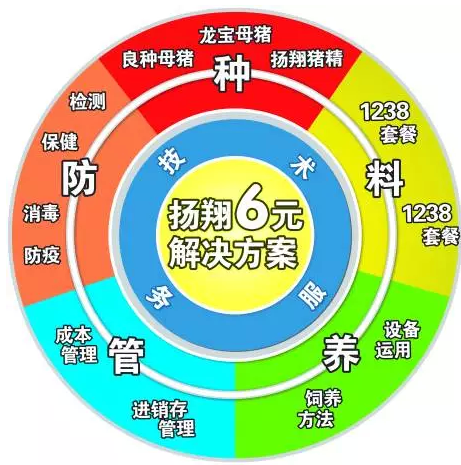 龙宝母猪
良种母猪
扬翔猪精
种
检测
保健
防
消毒
防疫
1238
套餐
料
1238
套餐
技术
服务
扬翔6元
解决方案
成本
管理
管
进销存
管理
养
设备
运用
饲养
方法